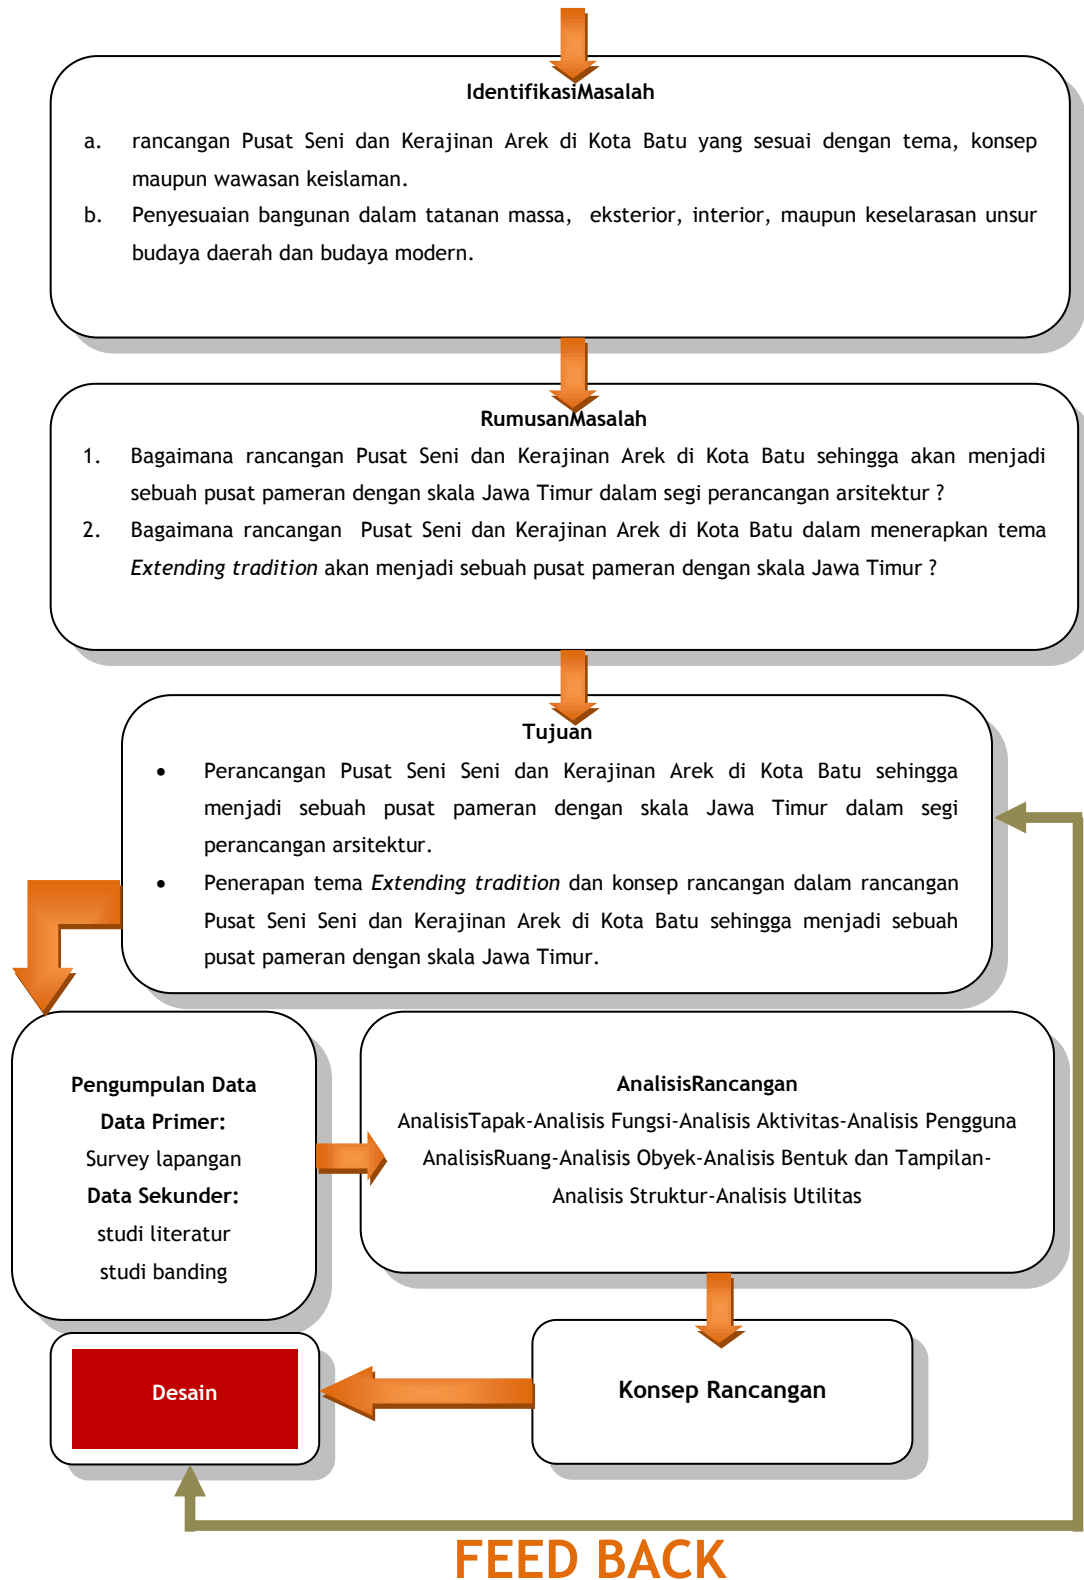 IdentifikasiMasalah
a. rancangan Pusat Seni dan Kerajinan Arek di Kota Batu yang sesuai dengan tema, konsep
maupun wawasan keislaman.
b. Penyesuaian bangunan dalam tatanan massa, eksterior, interior, maupun keselarasan unsur
budaya daerah dan budaya modern.
RumusanMasalah
1. Bagaimana rancangan Pusat Seni dan Kerajinan Arek di Kota Batu sehingga akan menjadi
sebuah pusat pameran dengan skala Jawa Timur dalam segi perancangan arsitektur ?
2. Bagaimana rancangan Pusat Seni dan Kerajinan Arek di Kota Batu dalam menerapkan tema
Extending tradition akan menjadi sebuah pusat pameran dengan skala Jawa Timur ?
Tujuan
• Perancangan Pusat Seni Seni dan Kerajinan Arek di Kota Batu sehingga
menjadi sebuah pusat pameran dengan skala Jawa Timur dalam segi
perancangan arsitektur.
• Penerapan tema Extending tradition dan konsep rancangan dalam rancangan
Pusat Seni Seni dan Kerajinan Arek di Kota Batu sehingga menjadi sebuah
pusat pameran dengan skala Jawa Timur.
Pengumpulan Data
Data Primer:
Survey lapangan
Data Sekunder:
studi literatur
studi banding
AnalisisRancangan
AnalisisTapak-Analisis Fungsi-Analisis Aktivitas-Analisis Pengguna
AnalisisRuang-Analisis Obyek-Analisis Bentuk dan Tampilan-
Analisis Struktur-Analisis Utilitas
Konsep Rancangan
Desain
FEED BACK